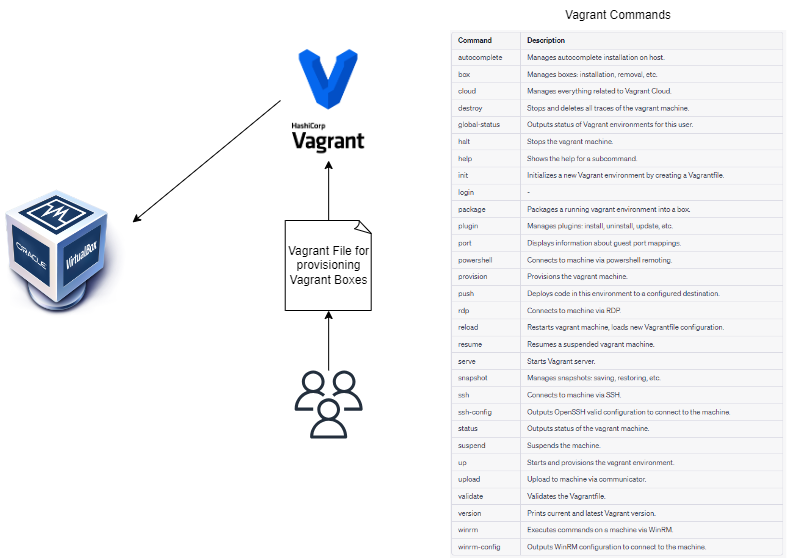 Vagrant Commands
HashiCorp
Vagrant
ORACLE
VirtualBox
Vagrant File for
provisioning
Vagrant Boxes
Command Description
autocomplete Manages autocomplete installation on host.
box Manages boxes: installation, removal, etc.
cloud Manages everything related to Vagrant Cloud.
destroy Stops and deletes all traces of the vagrant machine.
global-status Outputs status of Vagrant environments for this user.
halt Stops the vagrant machine.
help Shows the help for a subcommand.
init Initializes a new Vagrant environment by creating a Vagrantfile.
login -
package Packages a running vagrant environment into a box.
plugin Manages plugins: install, uninstall, update, etc.
port Displays information about guest port mappings.
powershell Connects to machine via powershell remoting.
provision Provisions the vagrant machine.
push Deploys code in this environment to a configured destination.
rdp Connects to machine via RDP.
reload Restarts vagrant machine, loads new Vagrantfile configuration.
resume Resumes a suspended vagrant machine.
serve Starts Vagrant server.
snapshot Manages snapshots: saving, restoring, etc.
ssh Connects to machine via SSH.
ssh-config Outputs OpenSSH valid configuration to connect to the machine.
status Outputs status of the vagrant machine.
suspend Suspends the machine.
up Starts and provisions the vagrant environment.
upload Upload to machine via communicator.
validate Validates the Vagrantfile.
version Prints current and latest Vagrant version.
winrm Executes commands on a machine via WinRM.
winrm-config Outputs WinRM configuration to connect to the machine.